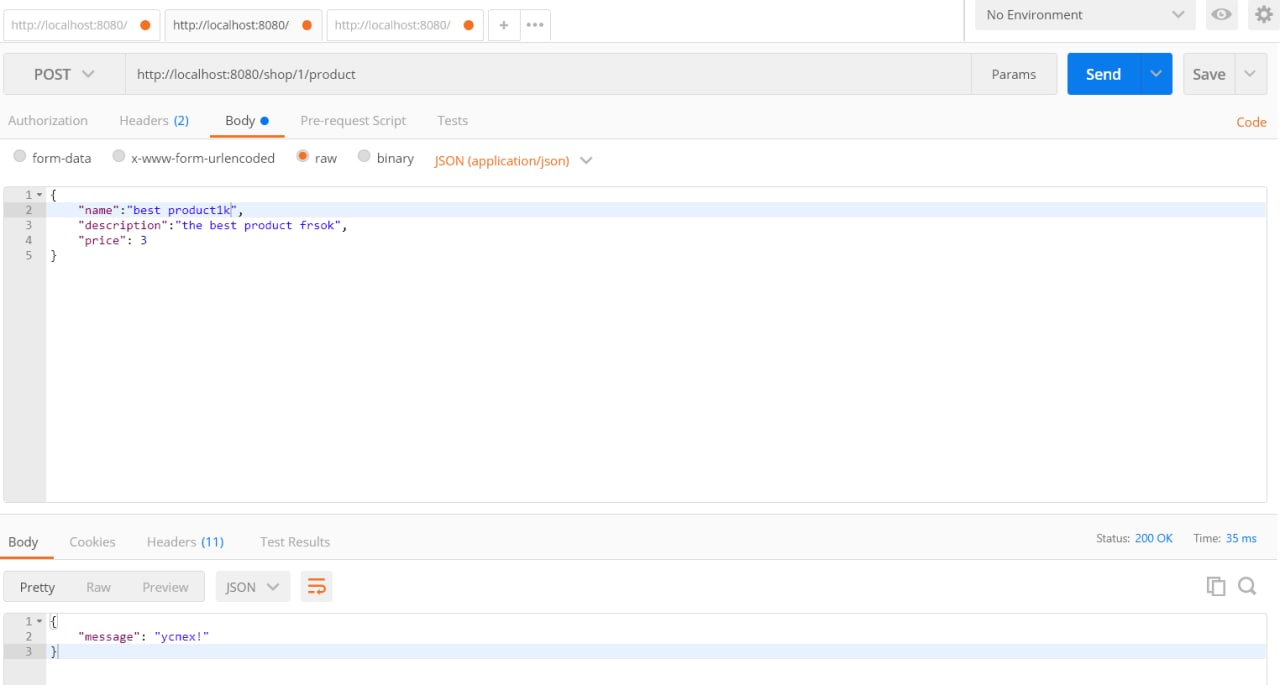 http://localhost:8080/ http://localhost:8080/ http://localhost:8080/ + ••• No Environment
POST http://localhost:8080/shop/1/product Params Send Save
Authorization Headers (2) Body Pre-request Script Tests Code
form-data x-www-form-urlencoded raw binary JSON (application/json)
1 {
2 "name":"best product1k",
3 "description":"the best product frsok",
4 "price": 3
5 }
Body Cookies Headers (11) Test Results Status: 200 OK Time: 35 ms
Pretty Raw Preview JSON
1 {
2 "message": "успех!"
3 }